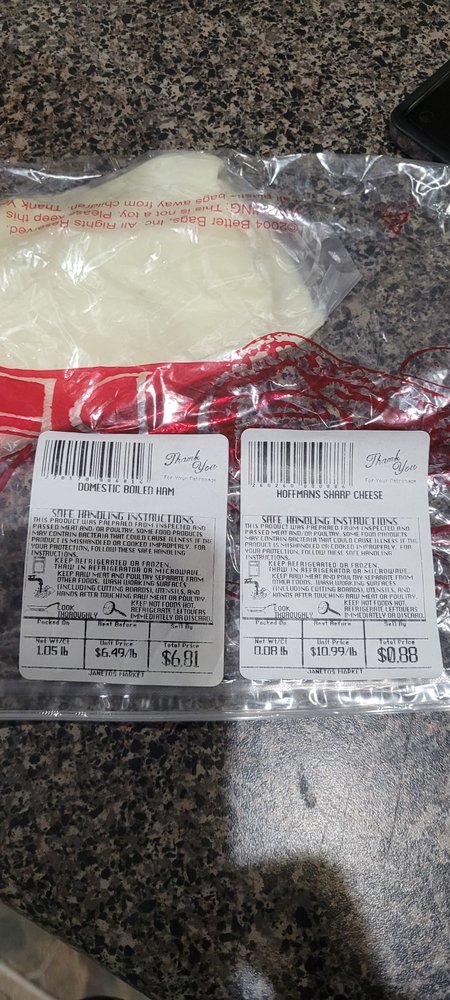 WARNING: This is not a toy. Please keep this
bags away from children. Thank
©2004 Better Bags, Inc. All Rights Reserved.
DE
Thank You
For Your Patronage
DOMESTIC BOILED HAM
SAFE HANDLING INSTRUCTIONS
THIS PRODUCT WAS PREPARED FROM INSPECTED AND
PASSED MEAT AND/OR POULTRY. SOME FOOD PRODUCTS
MAY CONTAIN BACTERIA THAT COULD CAUSE ILLNESS IF THE
PRODUCT IS MISHANDLED OR COOKED IMPROPERLY. FOR
YOUR PROTECTION, FOLLOW THESE SAFE HANDLING
INSTRUCTIONS.
KEEP REFRIGERATED OR FROZEN.
THAW IN REFRIGERATOR OR MICROWAVE.
KEEP RAW MEAT AND POULTRY SEPARATE FROM
OTHER FOODS. WASH WORKING SURFACES
(INCLUDING CUTTING BOARDS), UTENSILS, AND
HANDS AFTER TOUCHING RAW MEAT OR POULTRY.
COOK THOROUGHLY
KEEP HOT FOODS HOT.
REFRIGERATE LEFTOVERS
IMMEDIATELY OR DISCARD.
Packed On Best Before Sell By
Net Wt/Ct Unit Price Total Price
1.05 lb $6.49/lb $6.81
JANETOS MARKET
260260 000886
Thank You
For Your Patronage
HOFFMANS SHARP CHEESE
SAFE HANDLING INSTRUCTIONS
THIS PRODUCT WAS PREPARED FROM INSPECTED AND
PASSED MEAT AND/OR POULTRY. SOME FOOD PRODUCTS
MAY CONTAIN BACTERIA THAT COULD CAUSE ILLNESS IF THE
PRODUCT IS MISHANDLED OR COOKED IMPROPERLY. FOR
YOUR PROTECTION, FOLLOW THESE SAFE HANDLING
INSTRUCTIONS.
KEEP REFRIGERATED OR FROZEN.
THAW IN REFRIGERATOR OR MICROWAVE.
KEEP RAW MEAT AND POULTRY SEPARATE FROM
OTHER FOODS. WASH WORKING SURFACES
(INCLUDING CUTTING BOARDS), UTENSILS, AND
HANDS AFTER TOUCHING RAW MEAT OR POULTRY.
COOK THOROUGHLY
KEEP HOT FOODS HOT.
REFRIGERATE LEFTOVERS
IMMEDIATELY OR DISCARD.
Packed On Best Before Sell By
Net Wt/Ct Unit Price Total Price
0.08 lb $10.99/lb $0.88
JANETOS MARKET